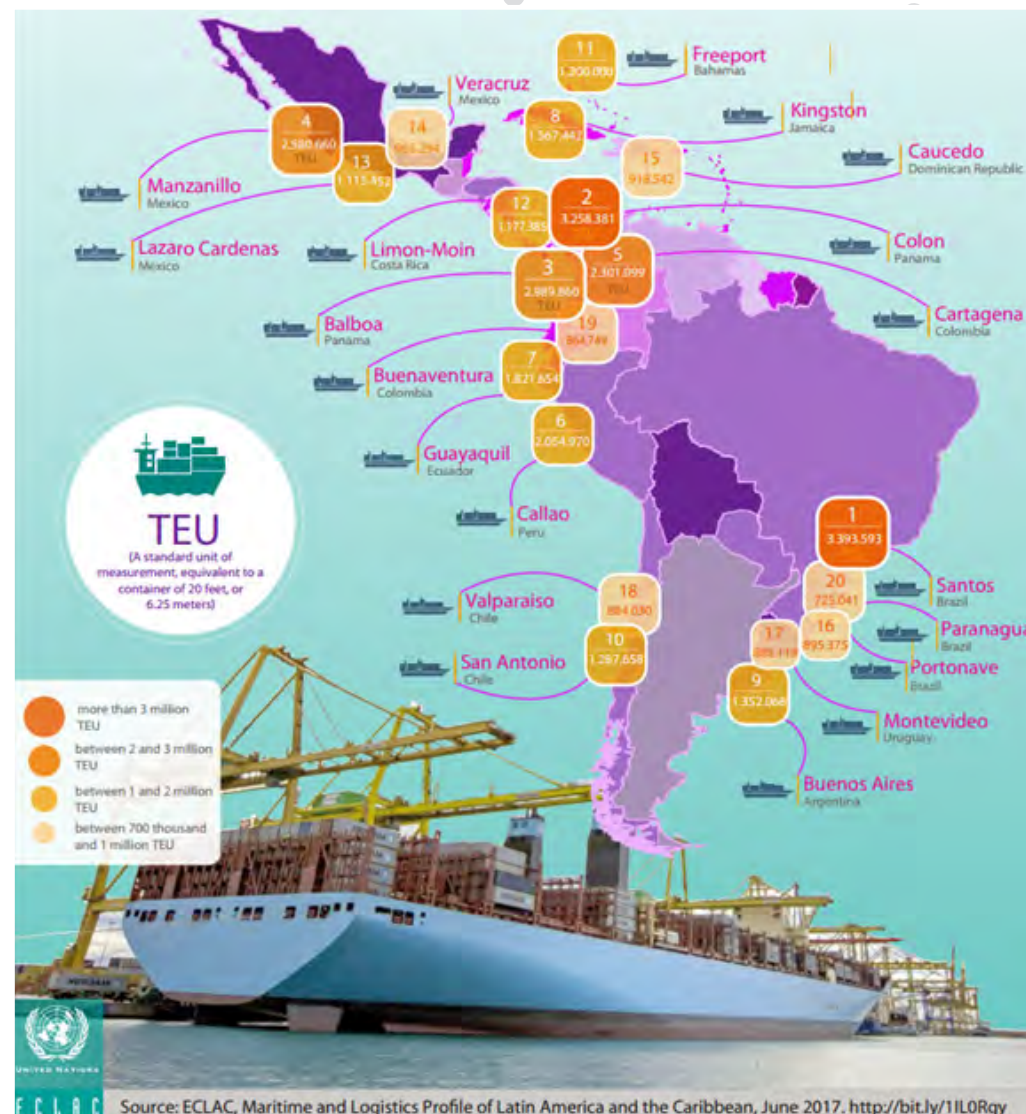 11
1.200.000
Freeport
Bahamas
Veracruz
Mexico
4
2.580.660
TEU
14
965.294
8
1.567.442
Kingston
Jamaica
15
918.542
Caucedo
Dominican Republic
13
1.115.452
Manzanillo
Mexico
12
1.177.385
2
3.258.381
Lazaro Cardenas
Mexico
Limon-Moin
Costa Rica
Colon
Panama
3
2.989.860
TEU
5
2.301.099
TEU
Balboa
Panama
19
864.749
Cartagena
Colombia
7
1.821.654
Buenaventura
Colombia
6
2.054.970
Guayaquil
Ecuador
Callao
Peru
TEU
(A standard unit of
measurement, equivalent to a
container of 20 feet, or
6.25 meters)
1
3.393.593
Santos
Brazil
20
725.041
Valparaiso
Chile
18
884.030
Paranagua
Brazil
16
895.375
17
San Antonio
Chile
10
1.287.658
Portonave
Brazil
9
1.352.068
Montevideo
Uruguay
Buenos Aires
Argentina
more than 3 million
TEU
between 2 and 3 million
TEU
between 1 and 2 million
TEU
between 700 thousand
and 1 million TEU
UNITED NATIONS
ECLAC
Source: ECLAC, Maritime and Logistics Profile of Latin America and the Caribbean, June 2017. http://bit.ly/1IL0Rgy